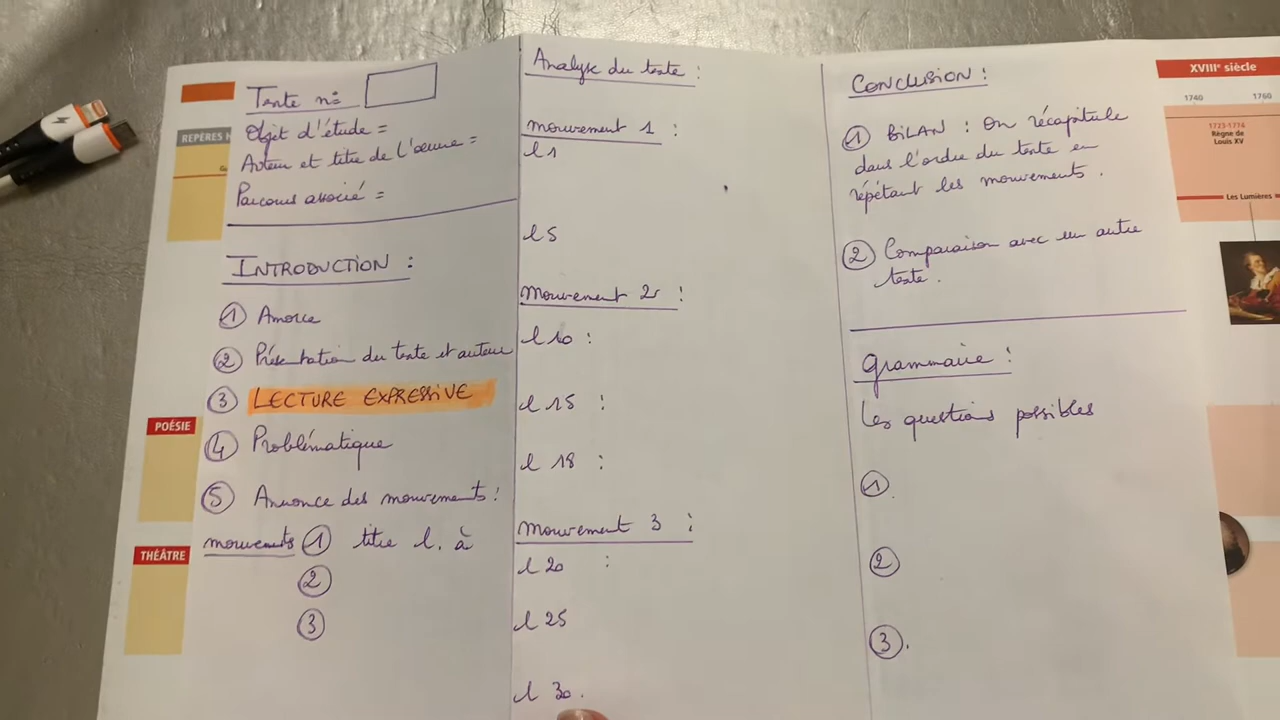 Texte n°=
Objet d'étude =
Auteur et titre de l'œuvre =
Parcours associé =
INTRODUCTION :
① Amorce
② Présentation du texte et auteur
③ LECTURE EXPRESSIVE
④ Problématique
⑤ Annonce des mouvements :
mouvements ① titre l. à
②
③
Analyse du texte :
mouvement 1 :
l 1
l 5
Mouvement 2 :
l 10 :
l 15 :
l 18 :
Mouvement 3 :
l 20 :
l 25
l 30.
CONCLUSION :
① BILAN : on récapitule
dans l'ordre du texte en
répétant les mouvements.
② Comparaison avec un autre
texte.
Grammaire :
Les questions possibles
①.
②
③.
REPÈRES
POÉSIE
THÉÂTRE
XVIIIe siècle
1740 1760
1723-1774
Règne de
Louis XV
Les Lumières